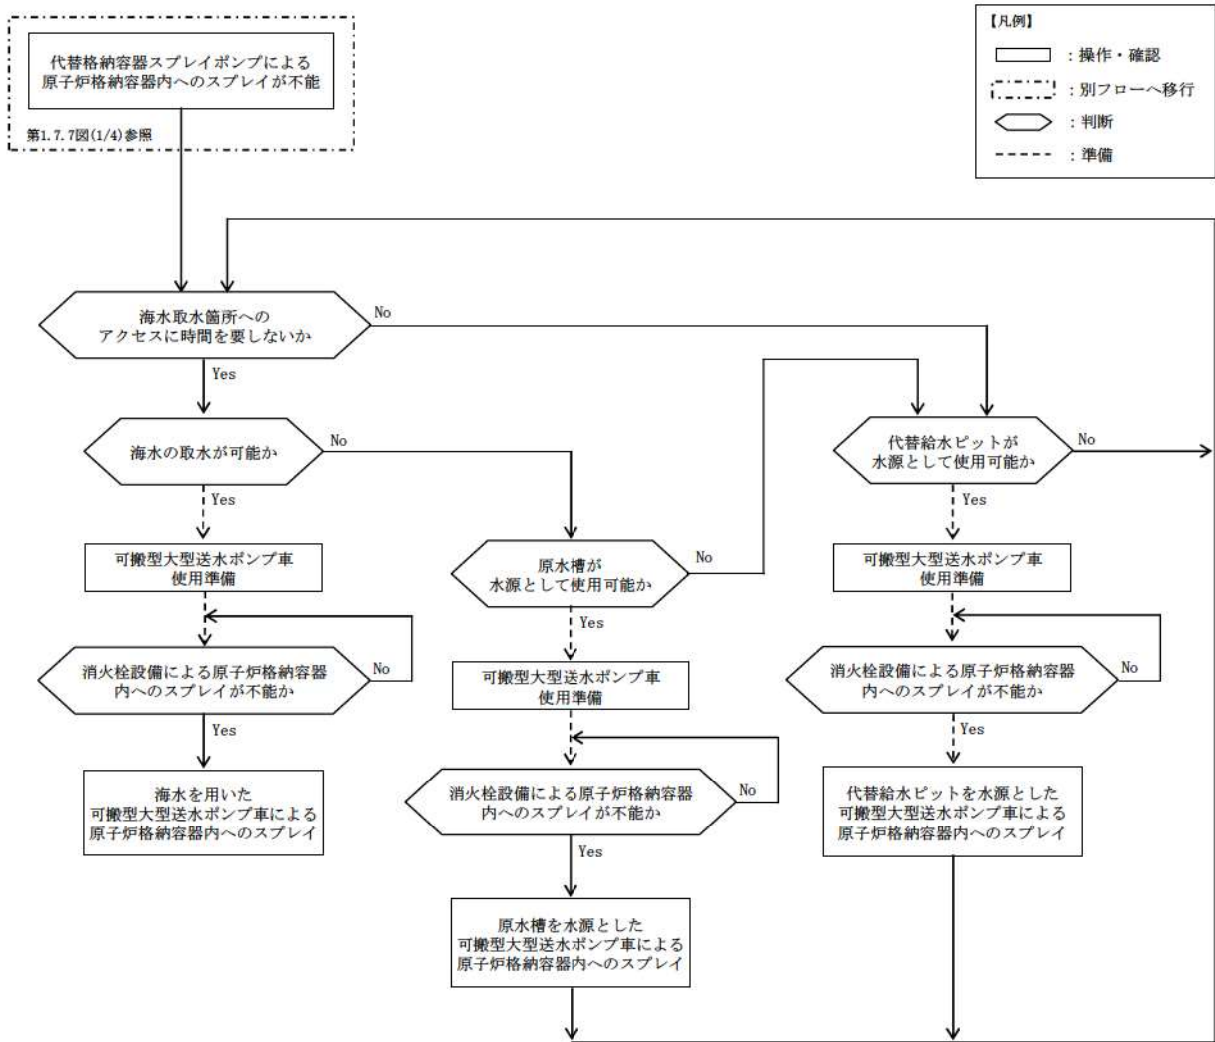 代替格納容器スプレイポンプによる
原子炉格納容器内へのスプレイが不能
第1.7.7図(1/4)参照
【凡例】
：操作・確認
：別フローへ移行
：判断
：準備
海水取水箇所への
アクセスに時間を要しないか
No
Yes
海水の取水が可能か
No
Yes
代替給水ピットが
水源として使用可能か
No
Yes
可搬型大型送水ポンプ車
使用準備
原水槽が
水源として使用可能か
No
Yes
可搬型大型送水ポンプ車
使用準備
消火栓設備による原子炉格納容器
内へのスプレイが不能か
No
Yes
可搬型大型送水ポンプ車
使用準備
消火栓設備による原子炉格納容器
内へのスプレイが不能か
No
Yes
海水を用いた
可搬型大型送水ポンプ車による
原子炉格納容器内へのスプレイ
消火栓設備による原子炉格納容器
内へのスプレイが不能か
No
Yes
代替給水ピットを水源とした
可搬型大型送水ポンプ車による
原子炉格納容器内へのスプレイ
原水槽を水源とした
可搬型大型送水ポンプ車による
原子炉格納容器内へのスプレイ